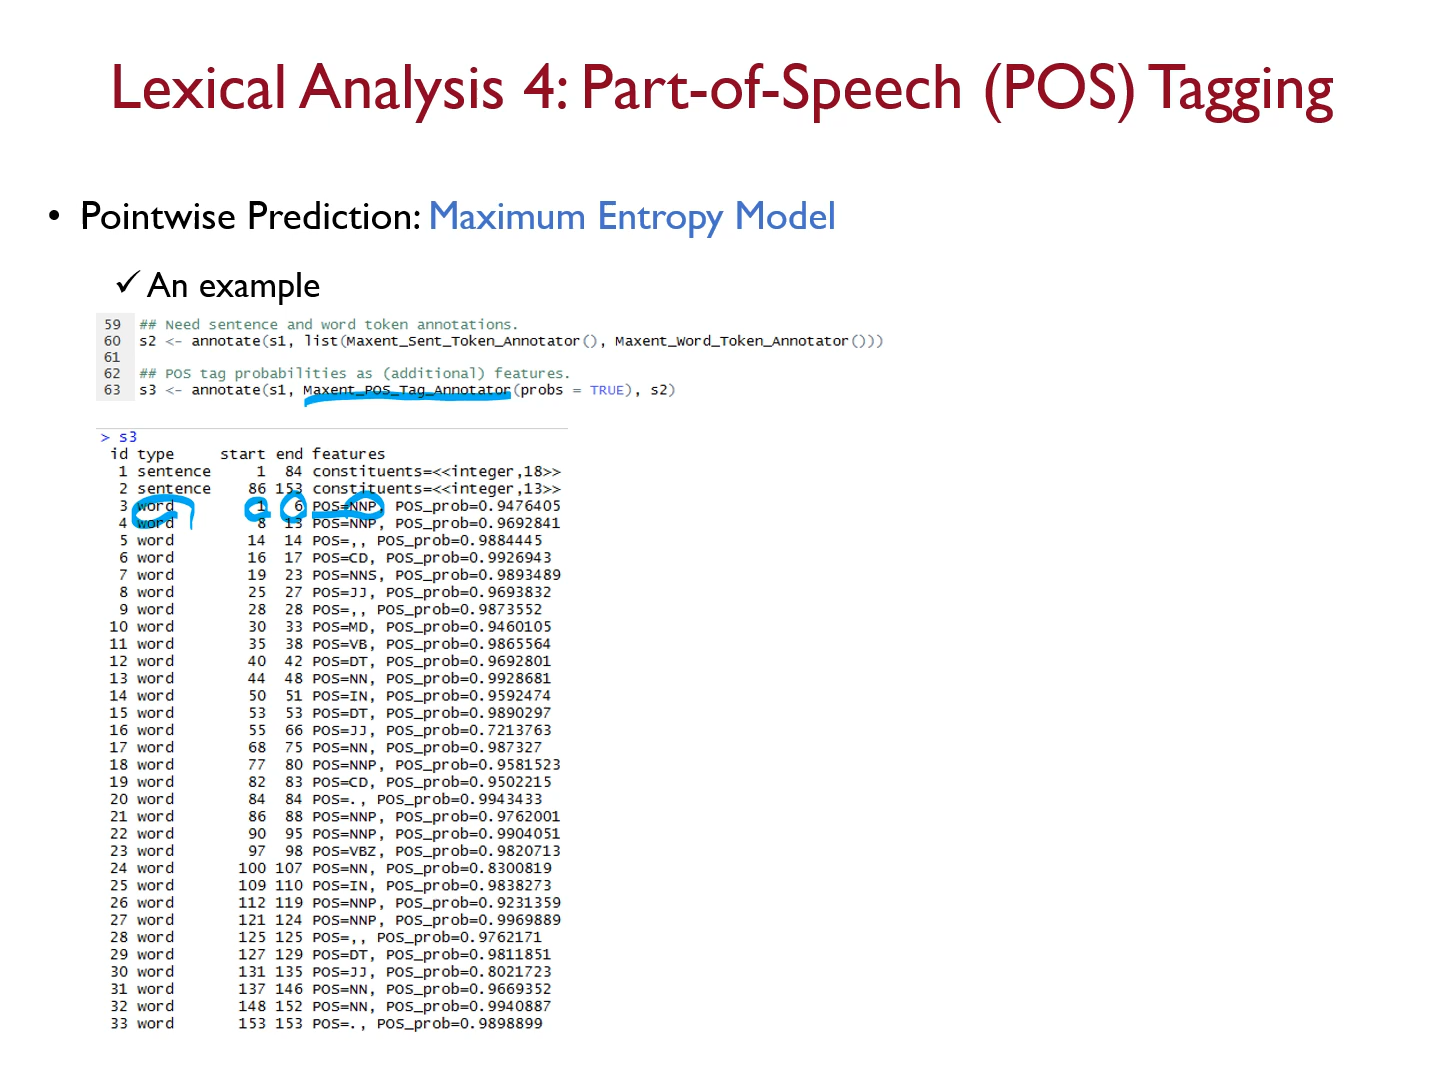 Lexical Analysis 4: Part-of-Speech (POS) Tagging
• Pointwise Prediction: Maximum Entropy Model
✓ An example
59 ## Need sentence and word token annotations.
60 s2 <- annotate(s1, list(Maxent_Sent_Token_Annotator(), Maxent_Word_Token_Annotator()))
61
62 ## POS tag probabilities as (additional) features.
63 s3 <- annotate(s1, Maxent_POS_Tag_Annotator(probs = TRUE), s2)
> s3
id type start end features
1 sentence 1 84 constituents=<<integer,18>>
2 sentence 86 153 constituents=<<integer,13>>
3 word 1 6 POS=NNP, POS_prob=0.9476405
4 word 8 13 POS=NNP, POS_prob=0.9692841
5 word 14 14 POS=,, POS_prob=0.9884445
6 word 16 17 POS=CD, POS_prob=0.9926943
7 word 19 23 POS=NNS, POS_prob=0.9893489
8 word 25 27 POS=JJ, POS_prob=0.9693832
9 word 28 28 POS=,, POS_prob=0.9873552
10 word 30 33 POS=MD, POS_prob=0.9460105
11 word 35 38 POS=VB, POS_prob=0.9865564
12 word 40 42 POS=DT, POS_prob=0.9692801
13 word 44 48 POS=NN, POS_prob=0.9928681
14 word 50 51 POS=IN, POS_prob=0.9592474
15 word 53 53 POS=DT, POS_prob=0.9890297
16 word 55 66 POS=JJ, POS_prob=0.7213763
17 word 68 75 POS=NN, POS_prob=0.987327
18 word 77 80 POS=NNP, POS_prob=0.9581523
19 word 82 83 POS=CD, POS_prob=0.9502215
20 word 84 84 POS=., POS_prob=0.9943433
21 word 86 88 POS=NNP, POS_prob=0.9762001
22 word 90 95 POS=NNP, POS_prob=0.9904051
23 word 97 98 POS=VBZ, POS_prob=0.9820713
24 word 100 107 POS=NN, POS_prob=0.8300819
25 word 109 110 POS=IN, POS_prob=0.9838273
26 word 112 119 POS=NNP, POS_prob=0.9231359
27 word 121 124 POS=NNP, POS_prob=0.9969889
28 word 125 125 POS=,, POS_prob=0.9762171
29 word 127 129 POS=DT, POS_prob=0.9811851
30 word 131 135 POS=JJ, POS_prob=0.8021723
31 word 137 146 POS=NN, POS_prob=0.9669352
32 word 148 152 POS=NN, POS_prob=0.9940887
33 word 153 153 POS=., POS_prob=0.9898899